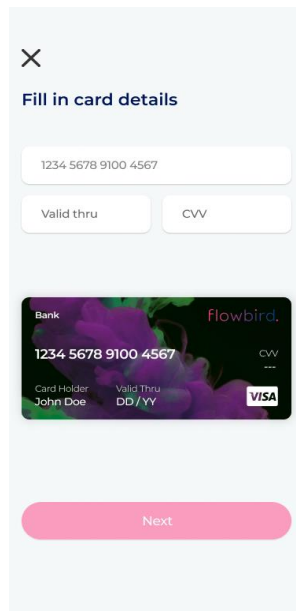 Fill in card details
1234 5678 9100 4567
Valid thru CVV
Bank flowbird.
1234 5678 9100 4567 CVV
---
Card Holder Valid Thru
John Doe DD / YY VISA
Next